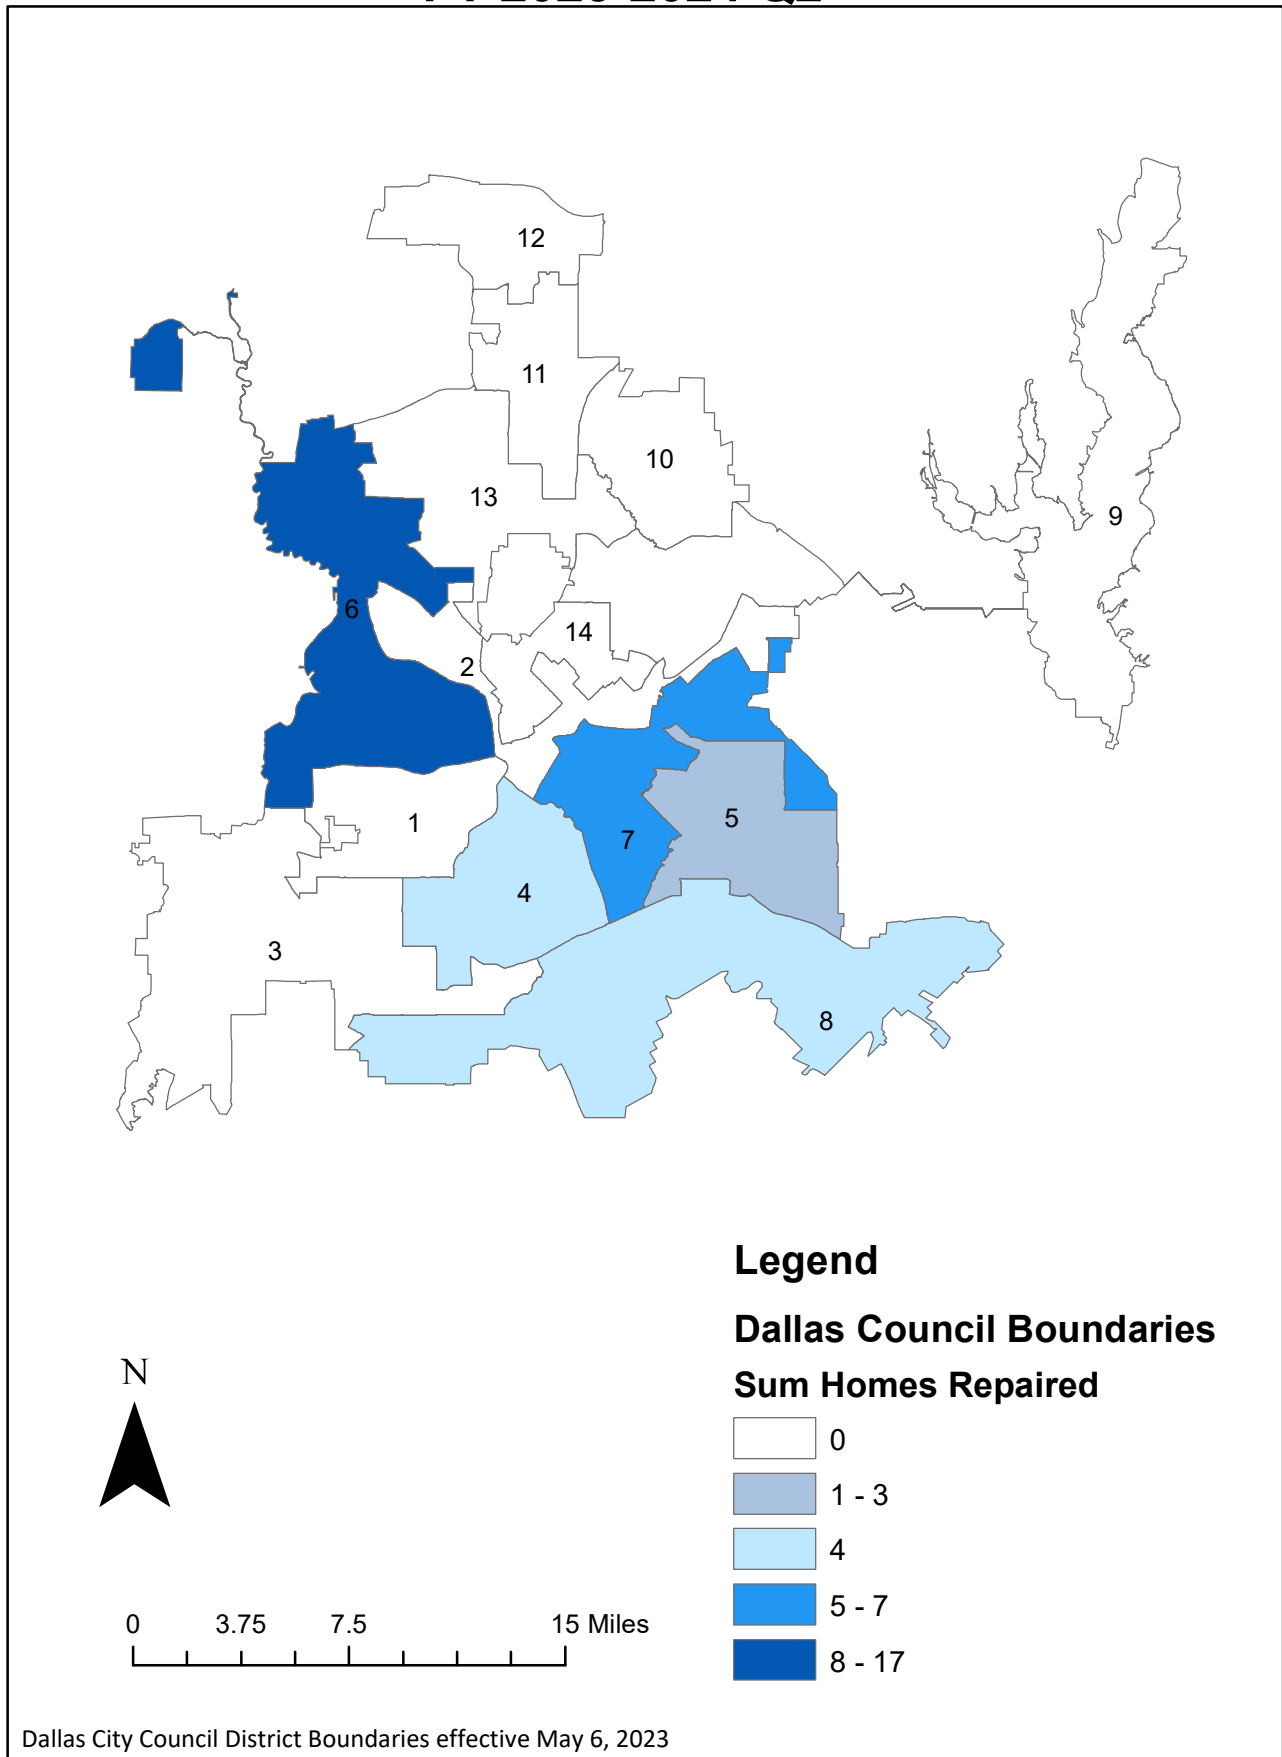 12
11
10
13
9
6
14
2
5
1
7
4
3
8
Legend
Dallas Council Boundaries
Sum Homes Repaired
N
0
1 - 3
4
5 - 7
8 - 17
0 3.75 7.5 15 Miles
Dallas City Council District Boundaries effective May 6, 2023